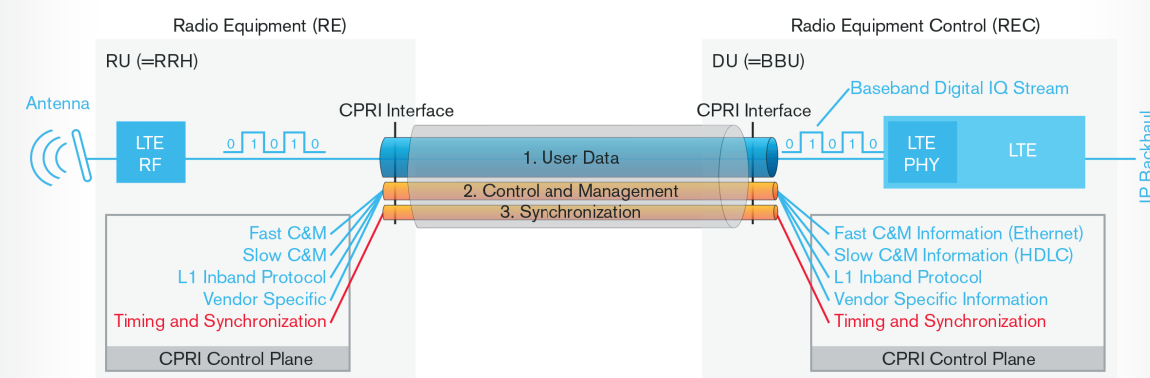 Radio Equipment (RE)
Radio Equipment Control (REC)
RU (=RRH)
DU (=BBU)
Antenna
CPRI Interface
CPRI Interface
Baseband Digital IQ Stream
LTE
RF
0 1 0 1 0
1. User Data
2. Control and Management
3. Synchronization
0 1 0 1 0
LTE
PHY
LTE
IP Backhaul
Fast C&M
Slow C&M
L1 Inband Protocol
Vendor Specific
Timing and Synchronization
CPRI Control Plane
Fast C&M Information (Ethernet)
Slow C&M Information (HDLC)
L1 Inband Protocol
Vendor Specific Information
Timing and Synchronization
CPRI Control Plane